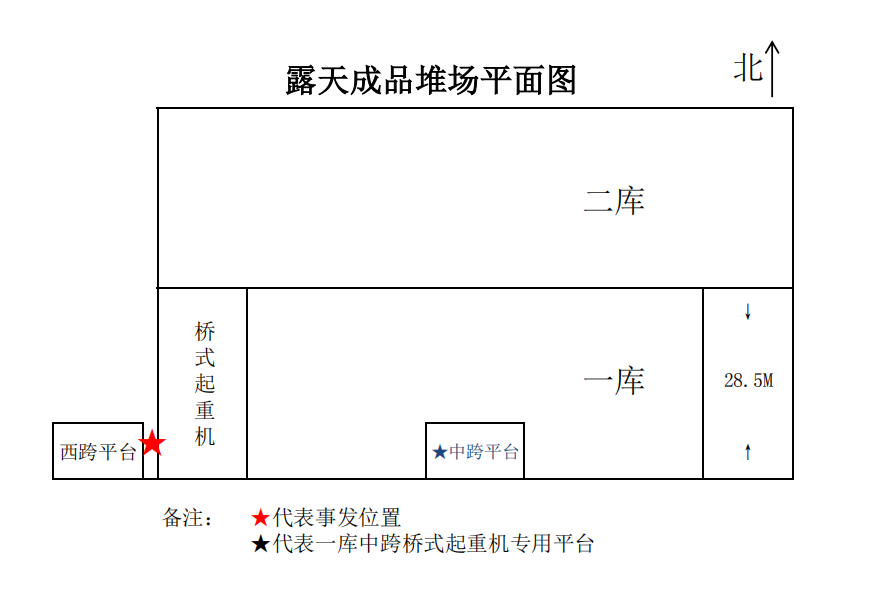 露天成品堆场平面图
北
二库
桥式起重机
一库
28.5M
西跨平台
★中跨平台
备注： ★代表事发位置
★代表一库中跨桥式起重机专用平台